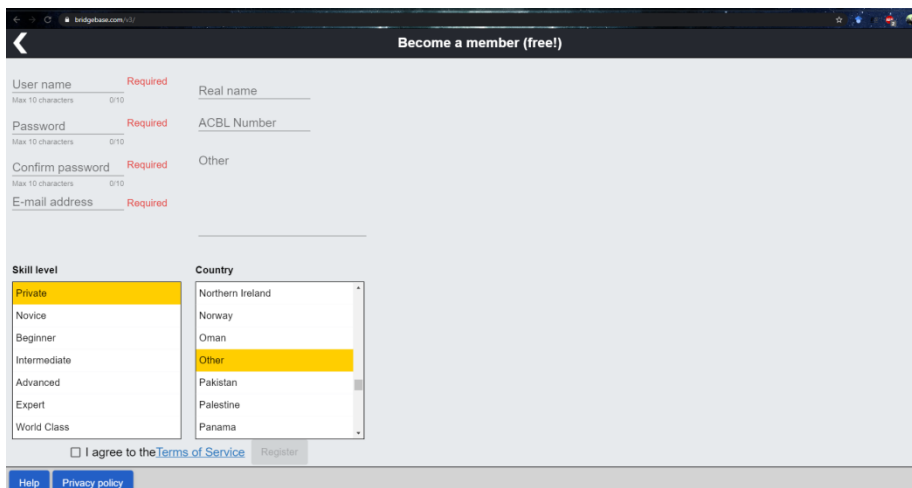 bridgebase.com/v3/
Become a member (free!)
User name Required
Max 10 characters 0/10
Password Required
Max 10 characters 0/10
Confirm password Required
Max 10 characters 0/10
E-mail address Required
Real name
ACBL Number
Other
Skill level
Private
Novice
Beginner
Intermediate
Advanced
Expert
World Class
Country
Northern Ireland
Norway
Oman
Other
Pakistan
Palestine
Panama
I agree to the Terms of Service Register
Help Privacy policy